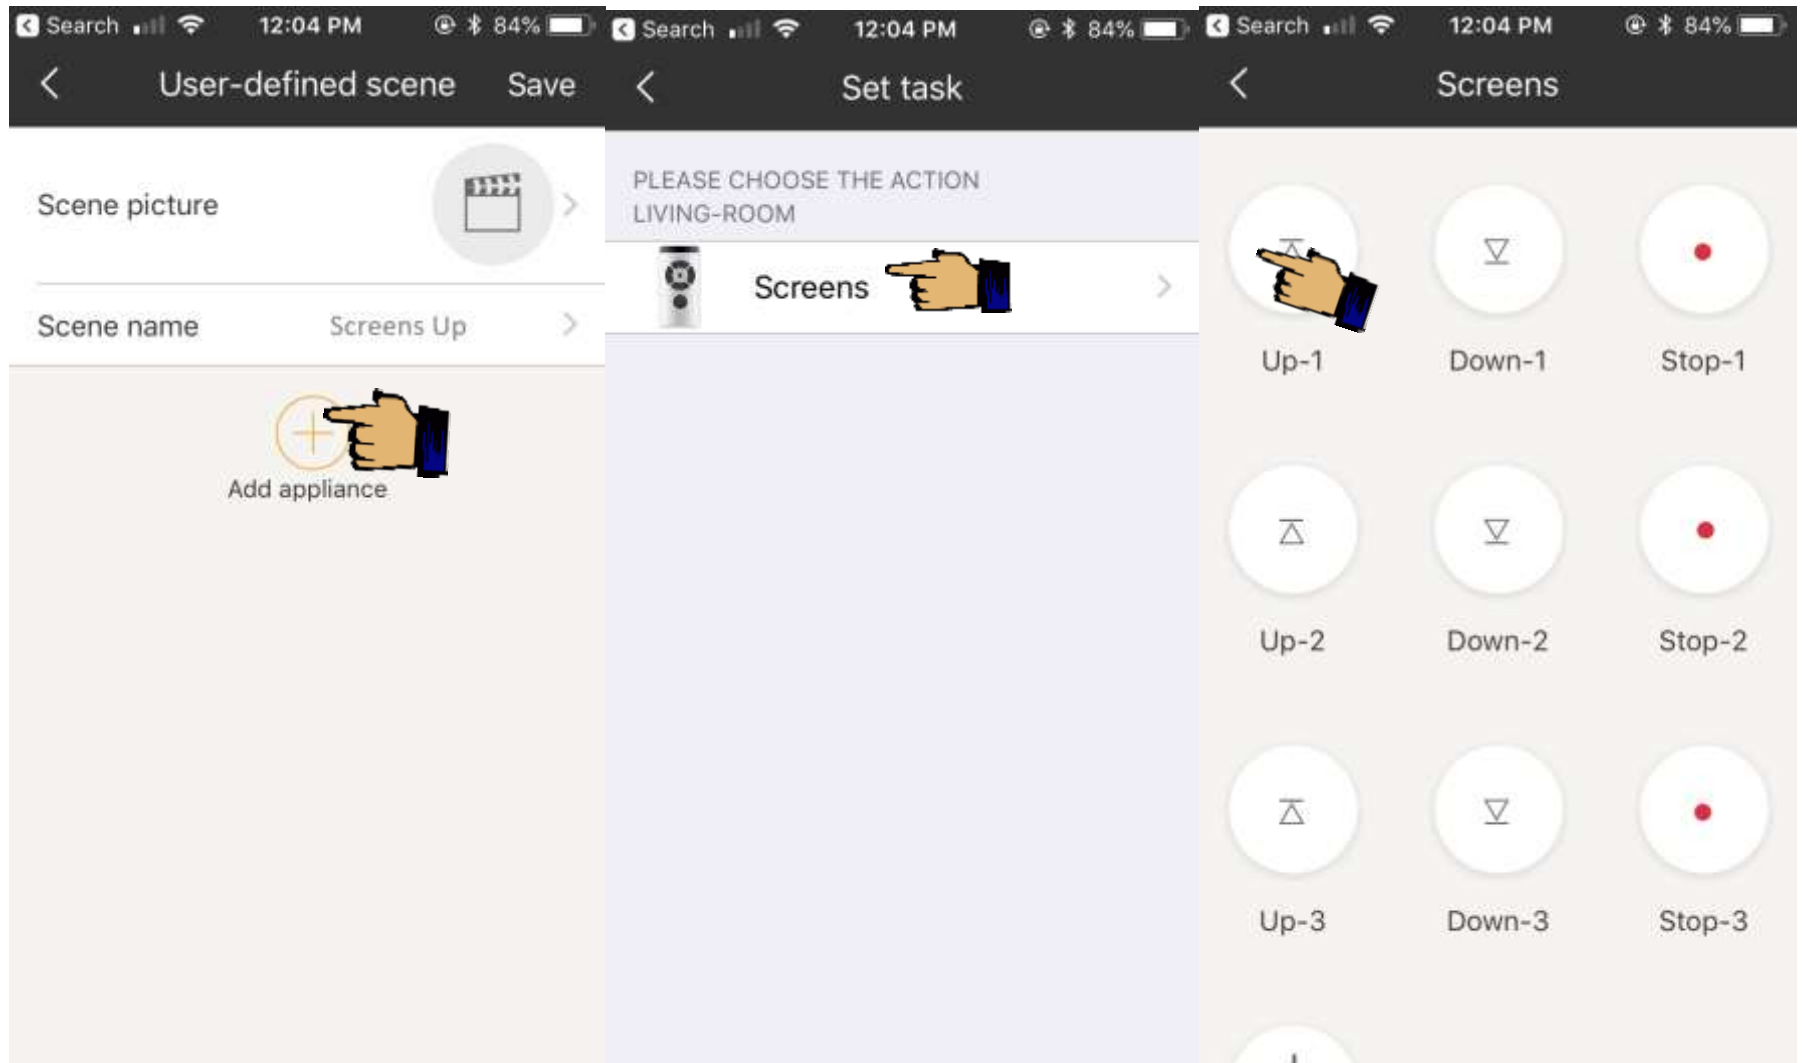 Search 12:04 PM 84%
User-defined scene Save
Scene picture
Scene name Screens Up
Add appliance
Search 12:04 PM 84%
Set task
PLEASE CHOOSE THE ACTION
LIVING-ROOM
Screens
Search 12:04 PM 84%
Screens
Up-1 Down-1 Stop-1
Up-2 Down-2 Stop-2
Up-3 Down-3 Stop-3